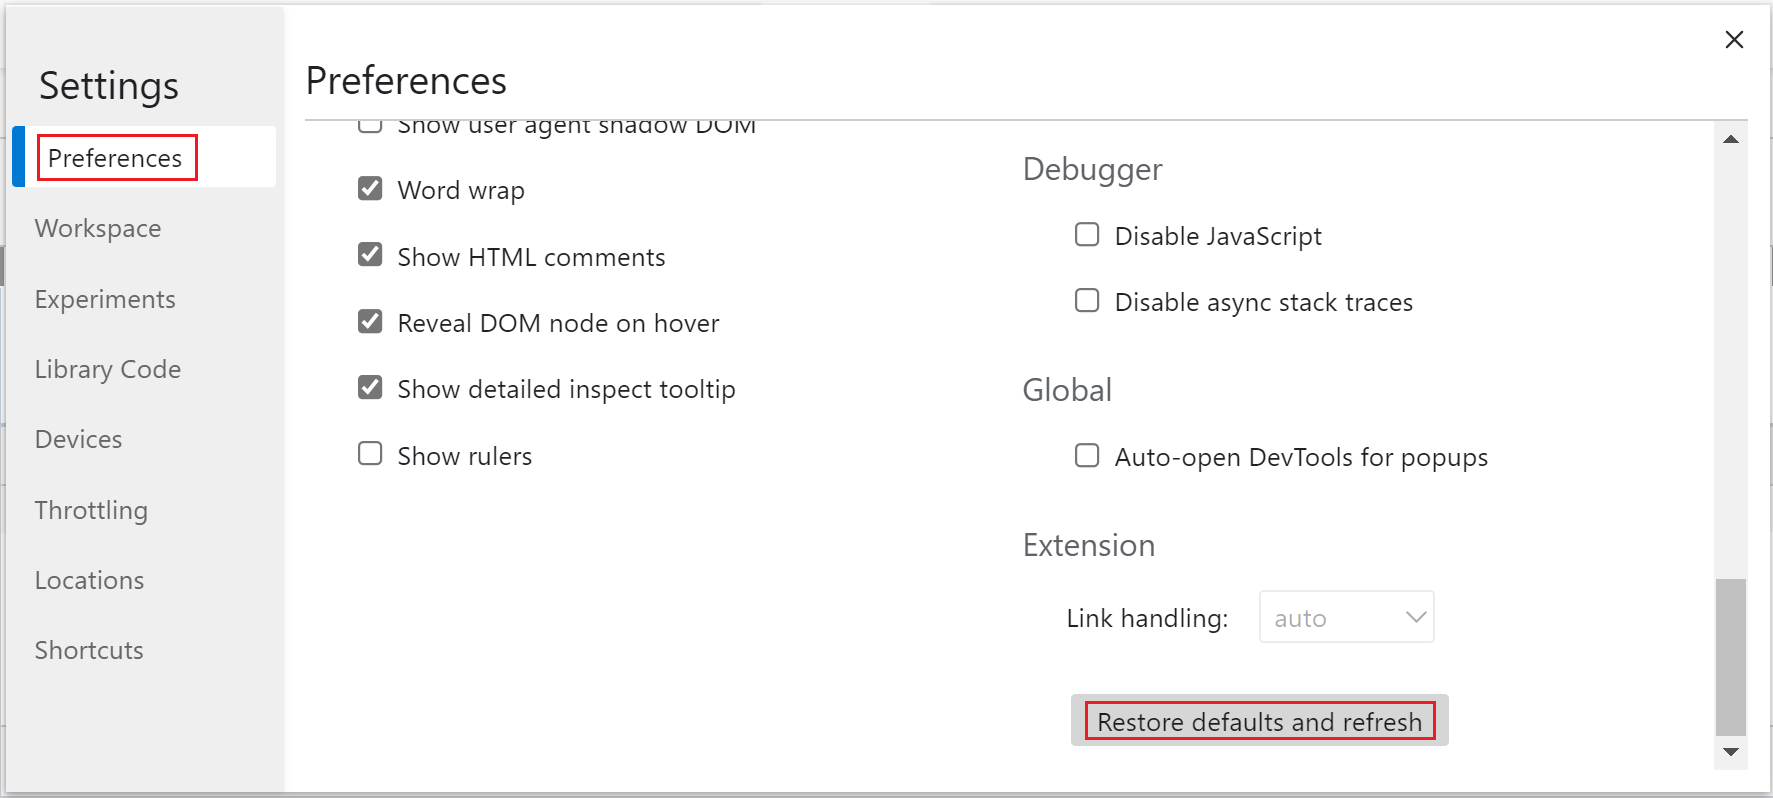 Settings
Preferences
Workspace
Experiments
Library Code
Devices
Throttling
Locations
Shortcuts
Preferences
Show user agent shadow DOM
Word wrap
Show HTML comments
Reveal DOM node on hover
Show detailed inspect tooltip
Show rulers
Debugger
Disable JavaScript
Disable async stack traces
Global
Auto-open DevTools for popups
Extension
Link handling: auto
Restore defaults and refresh